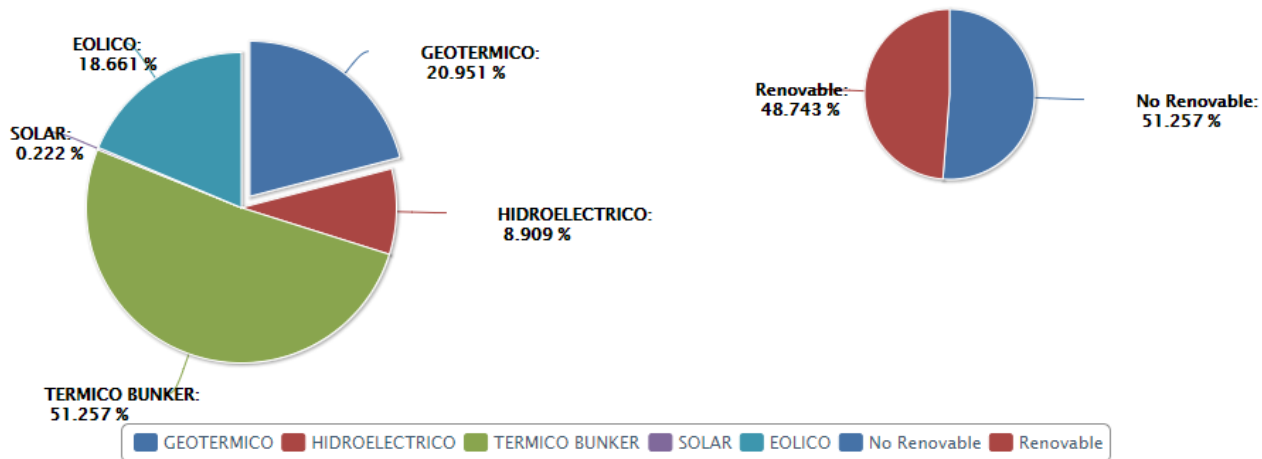 EOLICO:
18.661 %
GEOTERMICO:
20.951 %
SOLAR:
0.222 %
HIDROELECTRICO:
8.909 %
TERMICO BUNKER:
51.257 %
Renovable:
48.743 %
No Renovable:
51.257 %
GEOTERMICO HIDROELECTRICO TERMICO BUNKER SOLAR EOLICO No Renovable Renovable